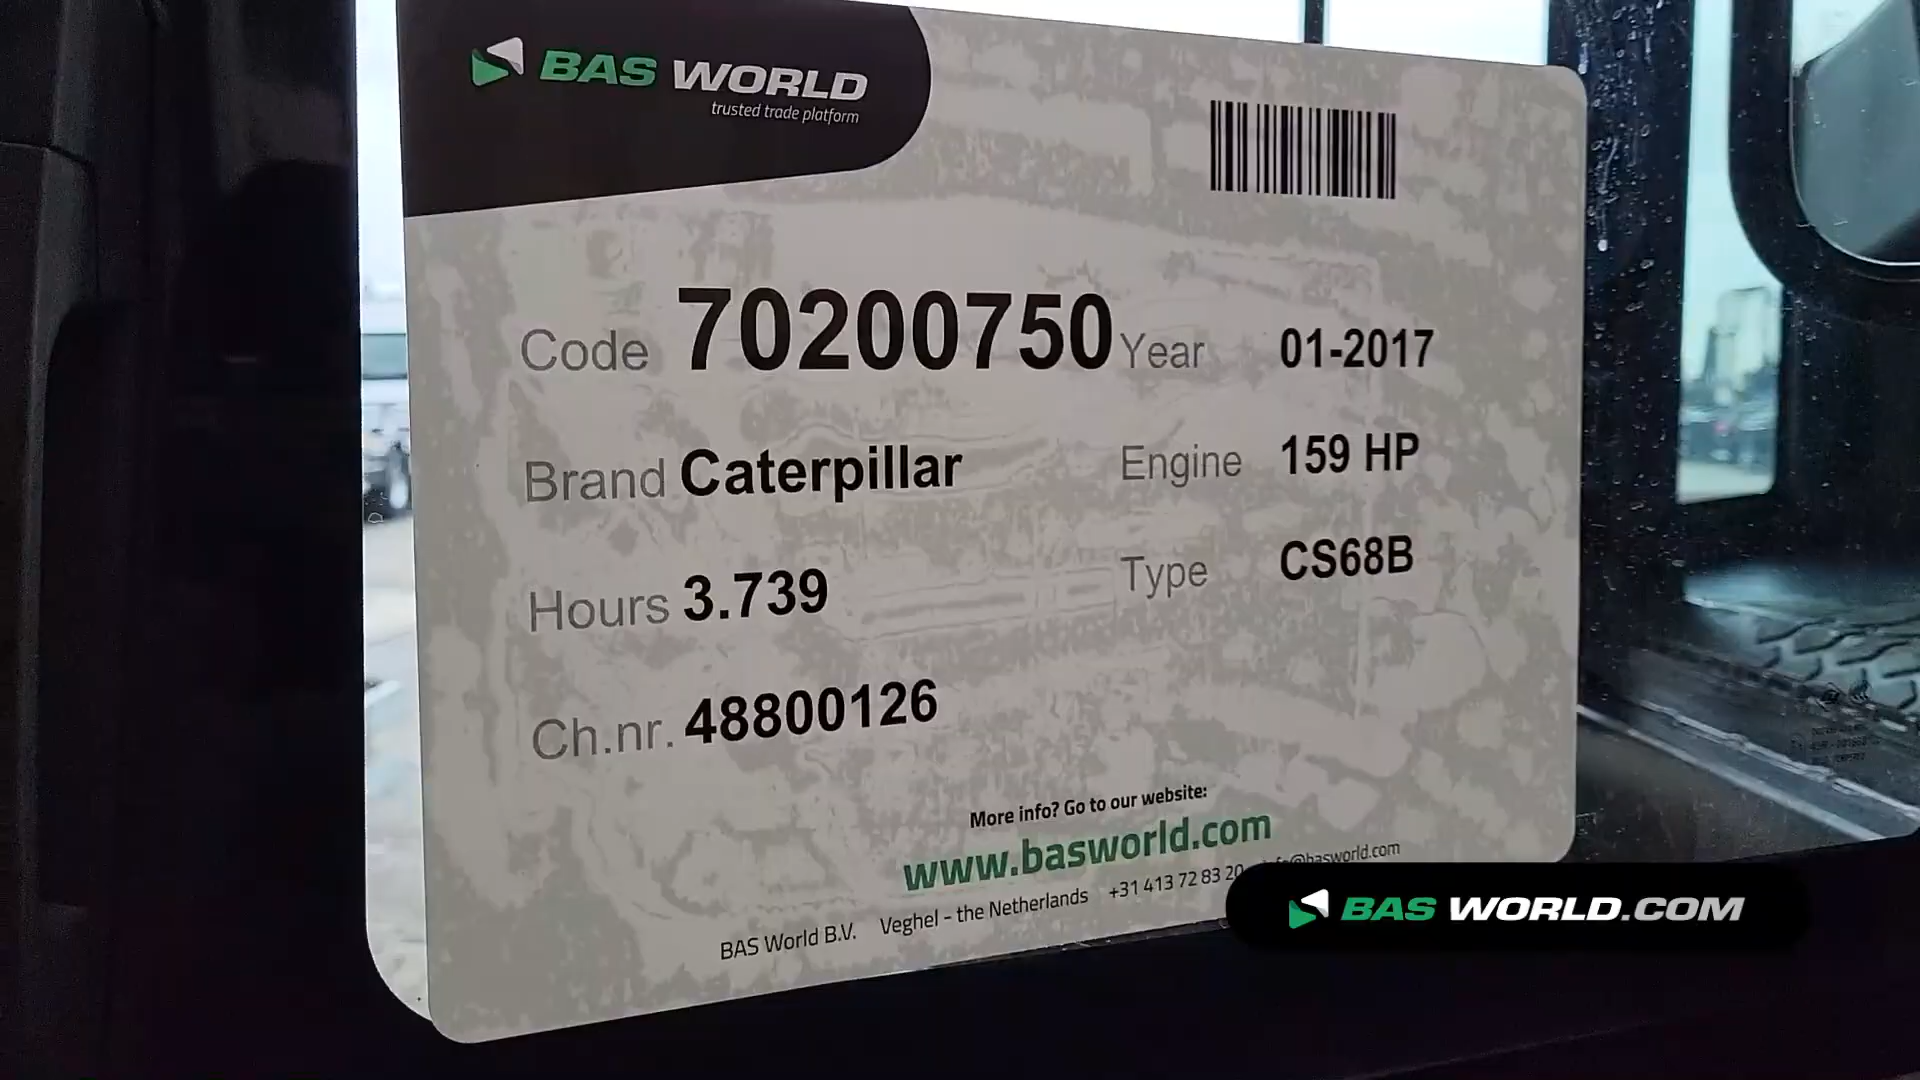 BAS WORLD
trusted trade platform
Code 70200750 Year 01-2017
Brand Caterpillar Engine 159 HP
Hours 3.739 Type CS68B
Ch.nr. 48800126
More info? Go to our website:
www.basworld.com
BAS World B.V. Veghel - the Netherlands +31 413 72 83 20
BAS WORLD.COM